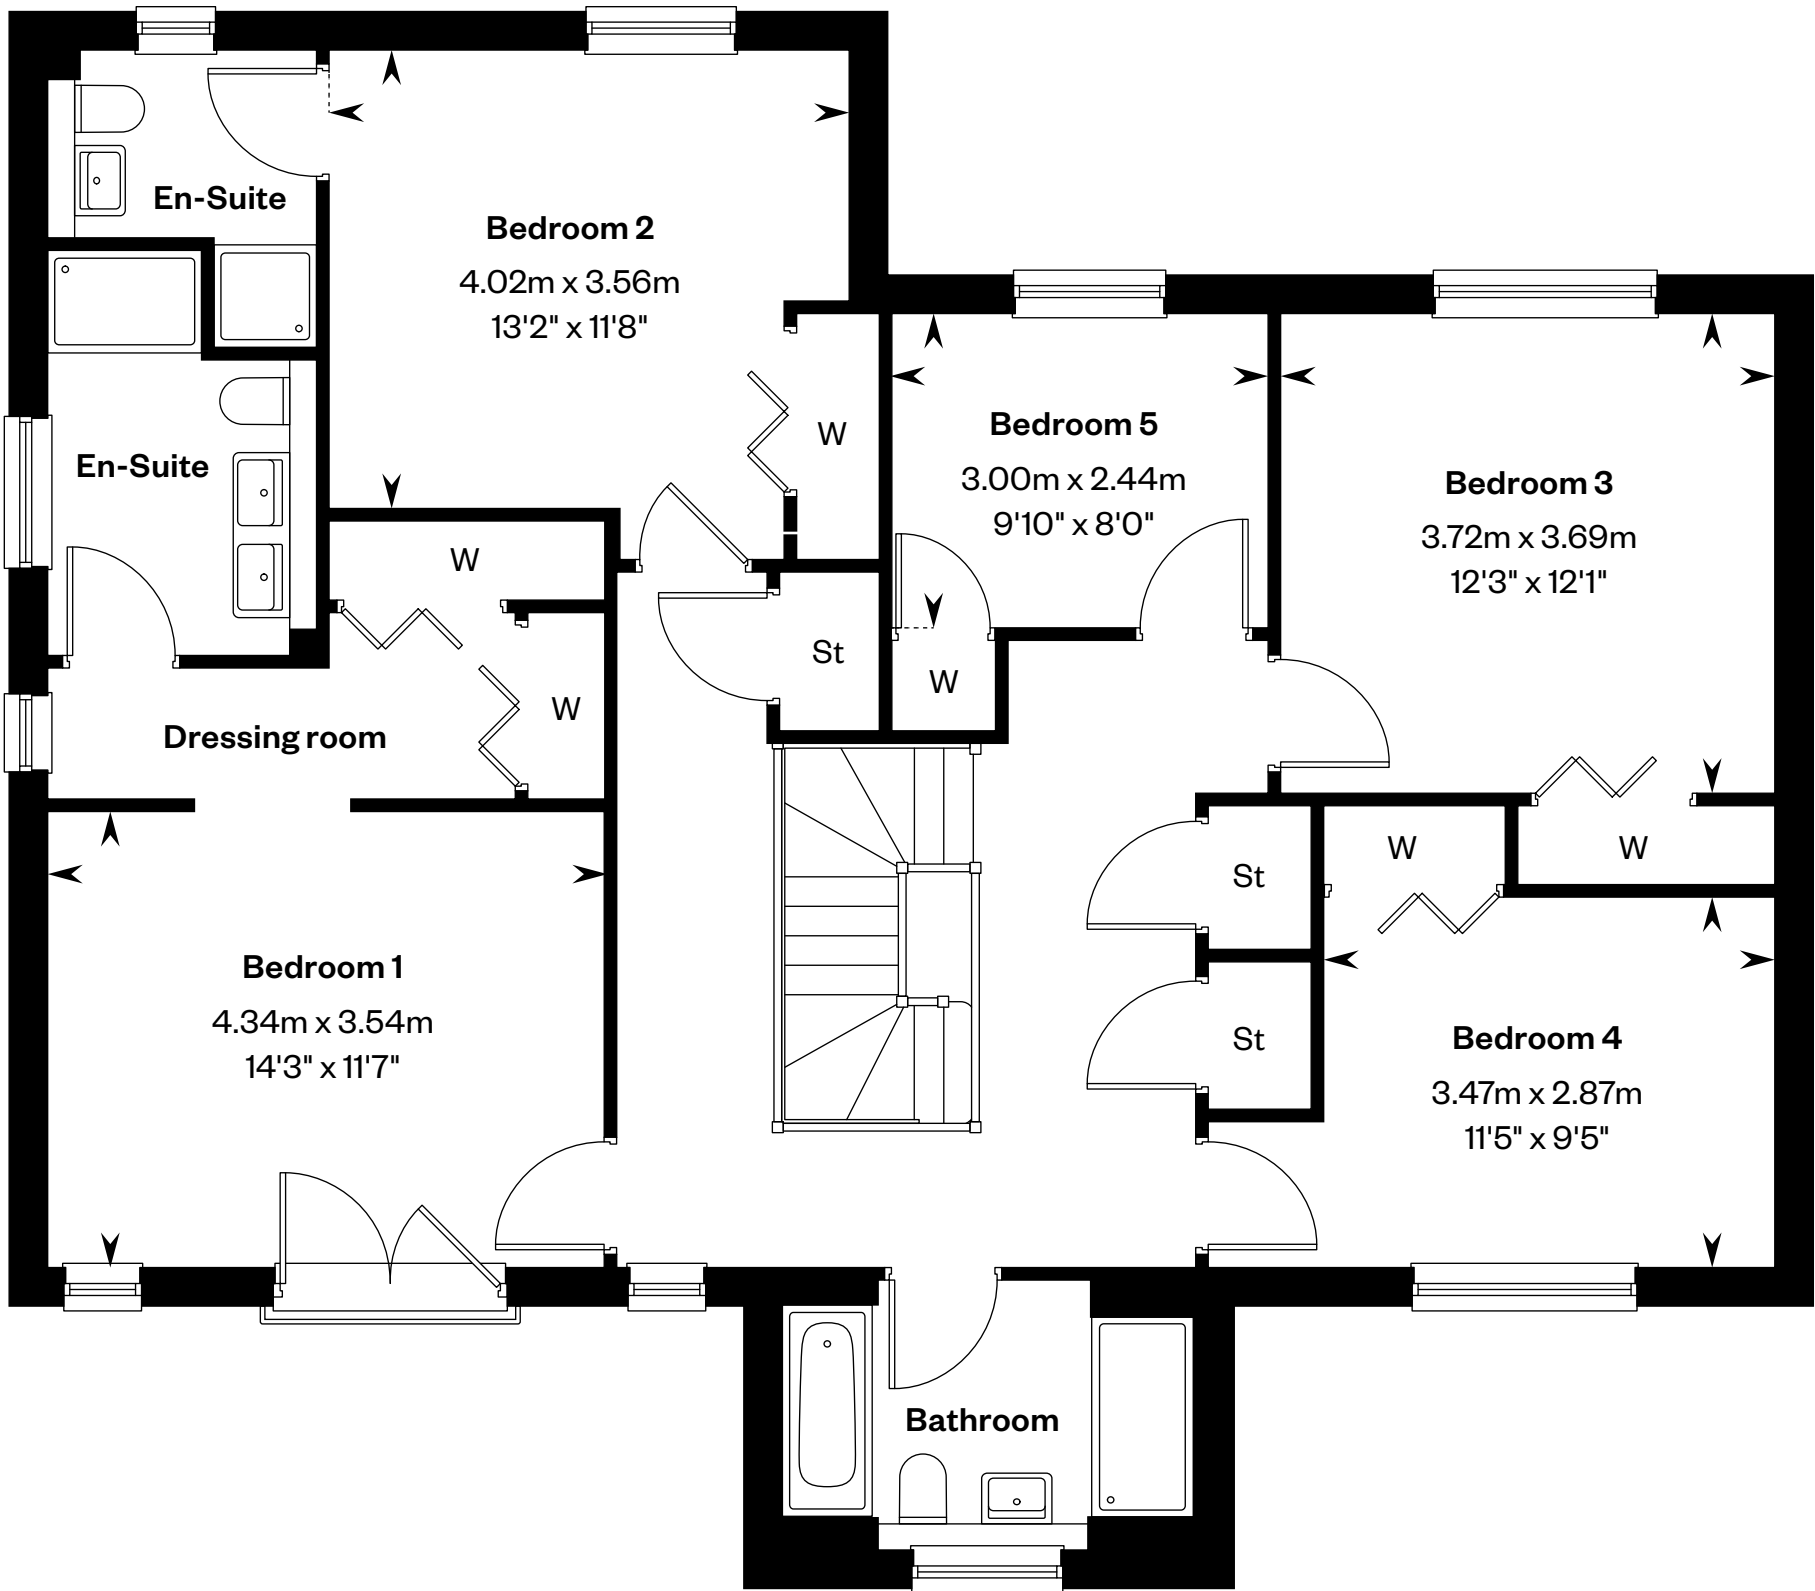 En-Suite
Bedroom 2
4.02m x 3.56m
13'2" x 11'8"
W
Bedroom 5
3.00m x 2.44m
9'10" x 8'0"
Bedroom 3
3.72m x 3.69m
12'3" x 12'1"
En-Suite
W
St
W
W
Dressing room
W
W
St
Bedroom 1
4.34m x 3.54m
14'3" x 11'7"
St
Bedroom 4
3.47m x 2.87m
11'5" x 9'5"
Bathroom